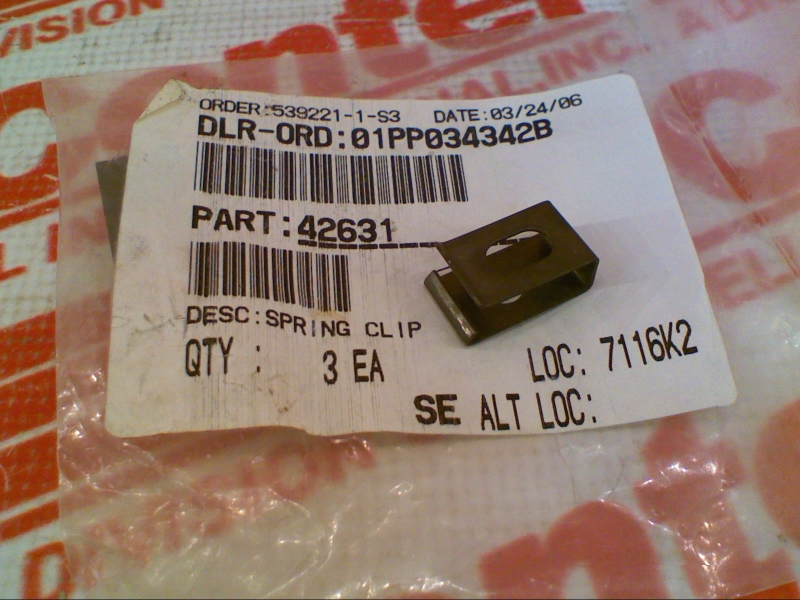 VISION
ORDER:539221-1-S3 DATE:03/24/06
DLR-ORD:01PP034342B
PART:42631
DESC:SPRING CLIP
QTY : 3 EA LOC: 7116K2
SE ALT LOC: